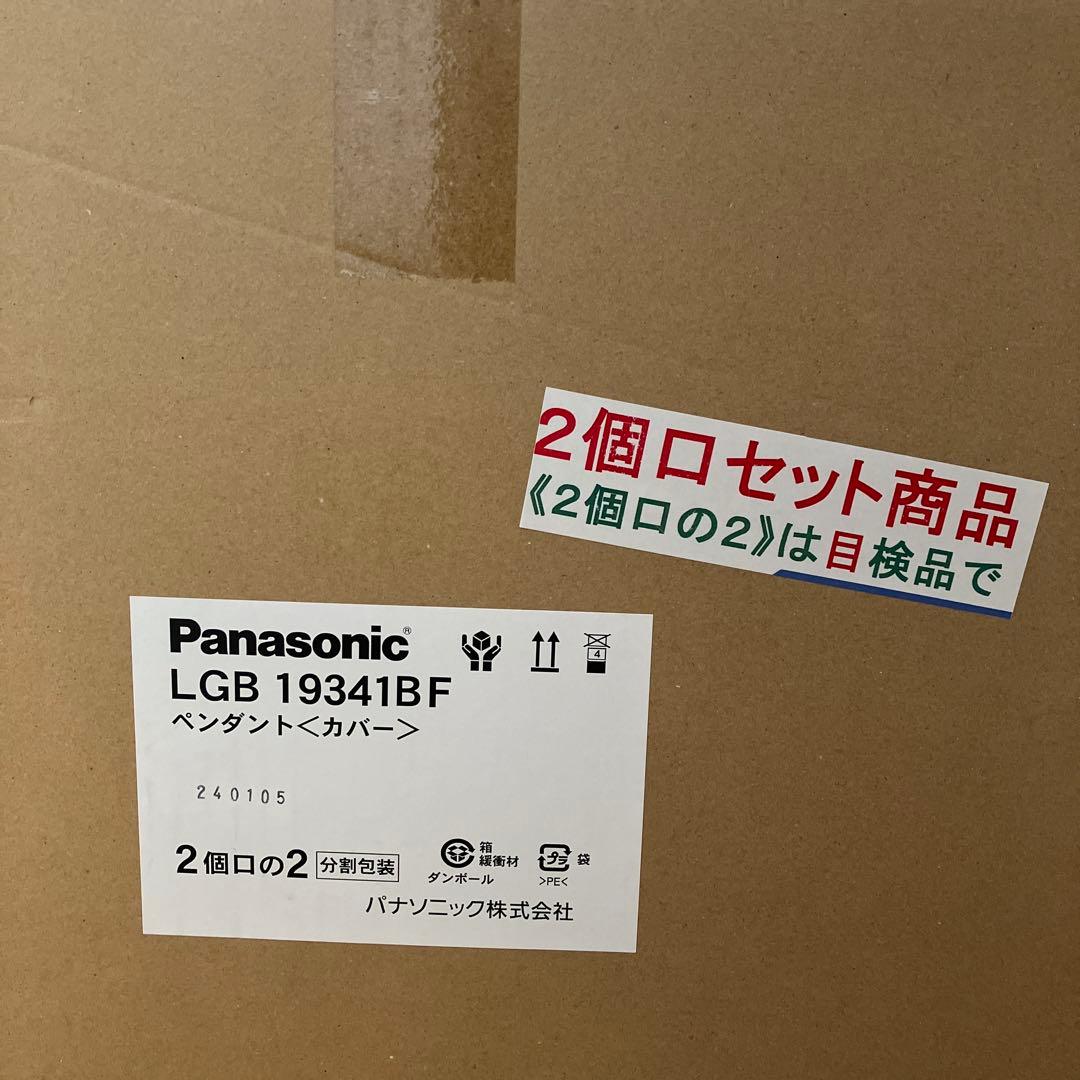 2個口セット商品
《2個口の2》は目検品で
Panasonic®
LGB 19341BF
ペンダント<カバー>
4
240105
2個口の2 分割包装
箱
緩衝材
ダンボール
プラ 袋
>PE<
パナソニック株式会社